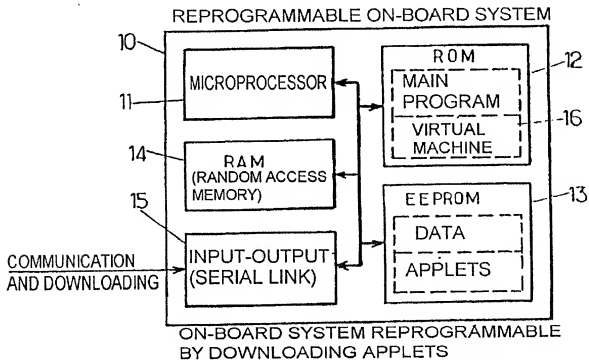 REPROGRAMMABLE ON-BOARD SYSTEM
10
MICROPROCESSOR
11
ROM
12
MAIN
PROGRAM
VIRTUAL
MACHINE
16
14
RAM
(RANDOM ACCESS
MEMORY)
15
INPUT-OUTPUT
(SERIAL LINK)
EEPROM
13
DATA
APPLETS
COMMUNICATION
AND DOWNLOADING
ON-BOARD SYSTEM REPROGRAMMABLE
BY DOWNLOADING APPLETS